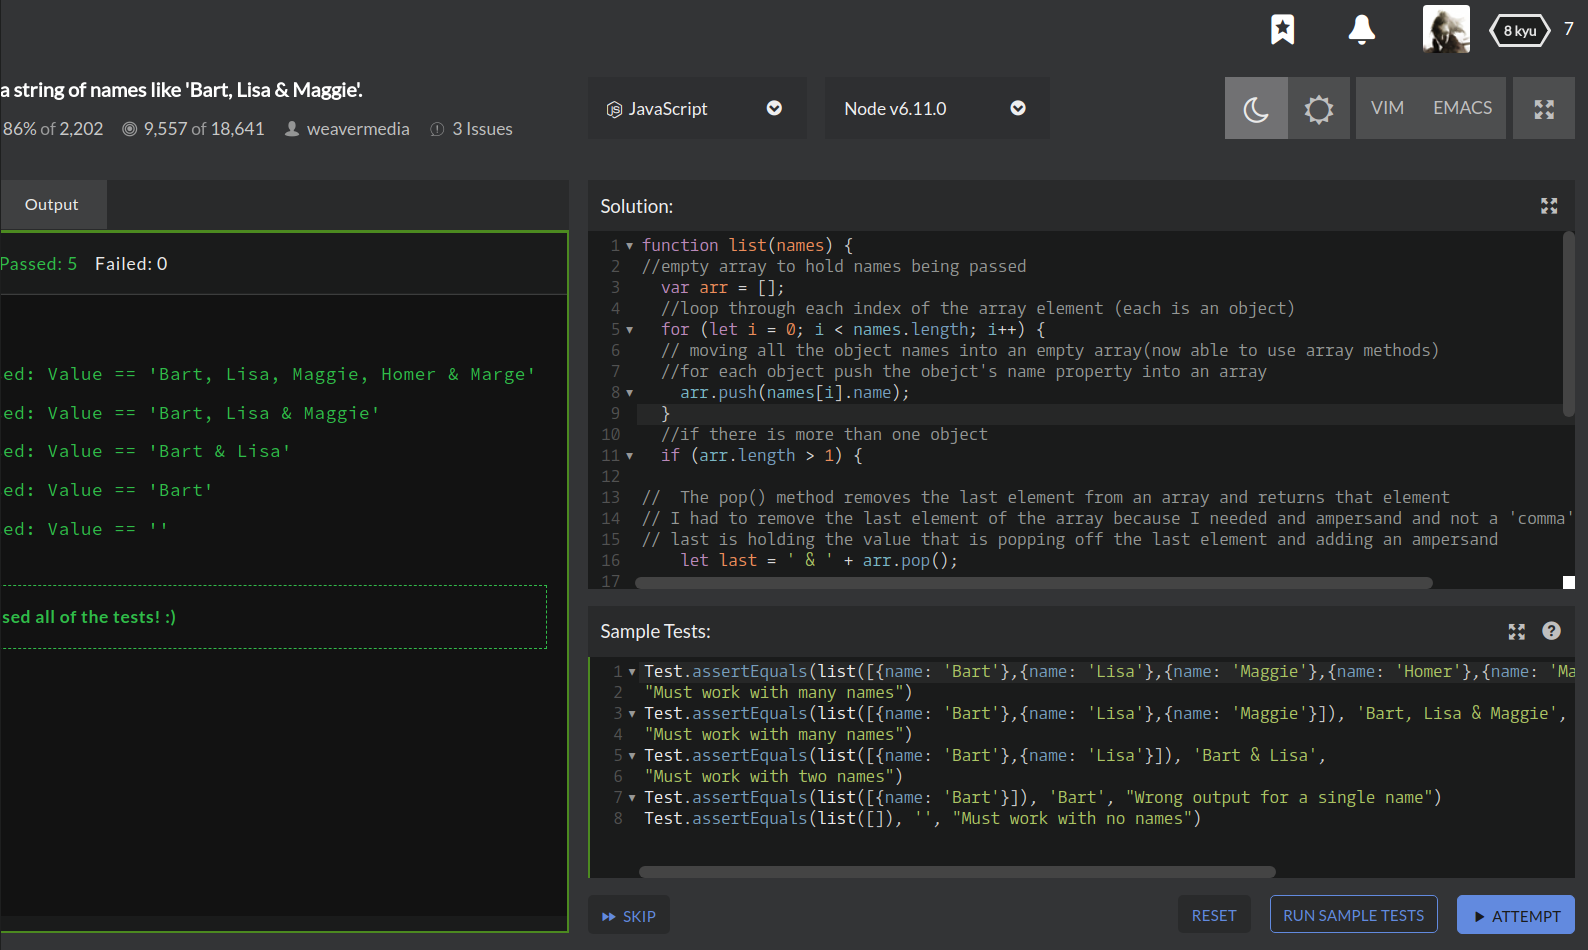 8 kyu 7
a string of names like 'Bart, Lisa & Maggie'.
86% of 2,202 9,557 of 18,641 weavermedia 3 Issues
JavaScript
Node v6.11.0
VIM EMACS
Output
Passed: 5 Failed: 0
ed: Value == 'Bart, Lisa, Maggie, Homer & Marge'
ed: Value == 'Bart, Lisa & Maggie'
ed: Value == 'Bart & Lisa'
ed: Value == 'Bart'
ed: Value == ''
sed all of the tests! :)
Solution:
1 function list(names) {
2 //empty array to hold names being passed
3 var arr = [];
4 //loop through each index of the array element (each is an object)
5 for (let i = 0; i < names.length; i++) {
6 // moving all the object names into an empty array(now able to use array methods)
7 //for each object push the obejct's name property into an array
8 arr.push(names[i].name);
9 }
10 //if there is more than one object
11 if (arr.length > 1) {
12
13 // The pop() method removes the last element from an array and returns that element
14 // I had to remove the last element of the array because I needed and ampersand and not a 'comma'
15 // last is holding the value that is popping off the last element and adding an ampersand
16 let last = ' & ' + arr.pop();
17
Sample Tests:
1 Test.assertEquals(list([{name: 'Bart'},{name: 'Lisa'},{name: 'Maggie'},{name: 'Homer'},{name: 'Ma
2 "Must work with many names")
3 Test.assertEquals(list([{name: 'Bart'},{name: 'Lisa'},{name: 'Maggie'}]), 'Bart, Lisa & Maggie',
4 "Must work with many names")
5 Test.assertEquals(list([{name: 'Bart'},{name: 'Lisa'}]), 'Bart & Lisa',
6 "Must work with two names")
7 Test.assertEquals(list([{name: 'Bart'}]), 'Bart', "Wrong output for a single name")
8 Test.assertEquals(list([]), '', "Must work with no names")
SKIP
RESET
RUN SAMPLE TESTS
ATTEMPT